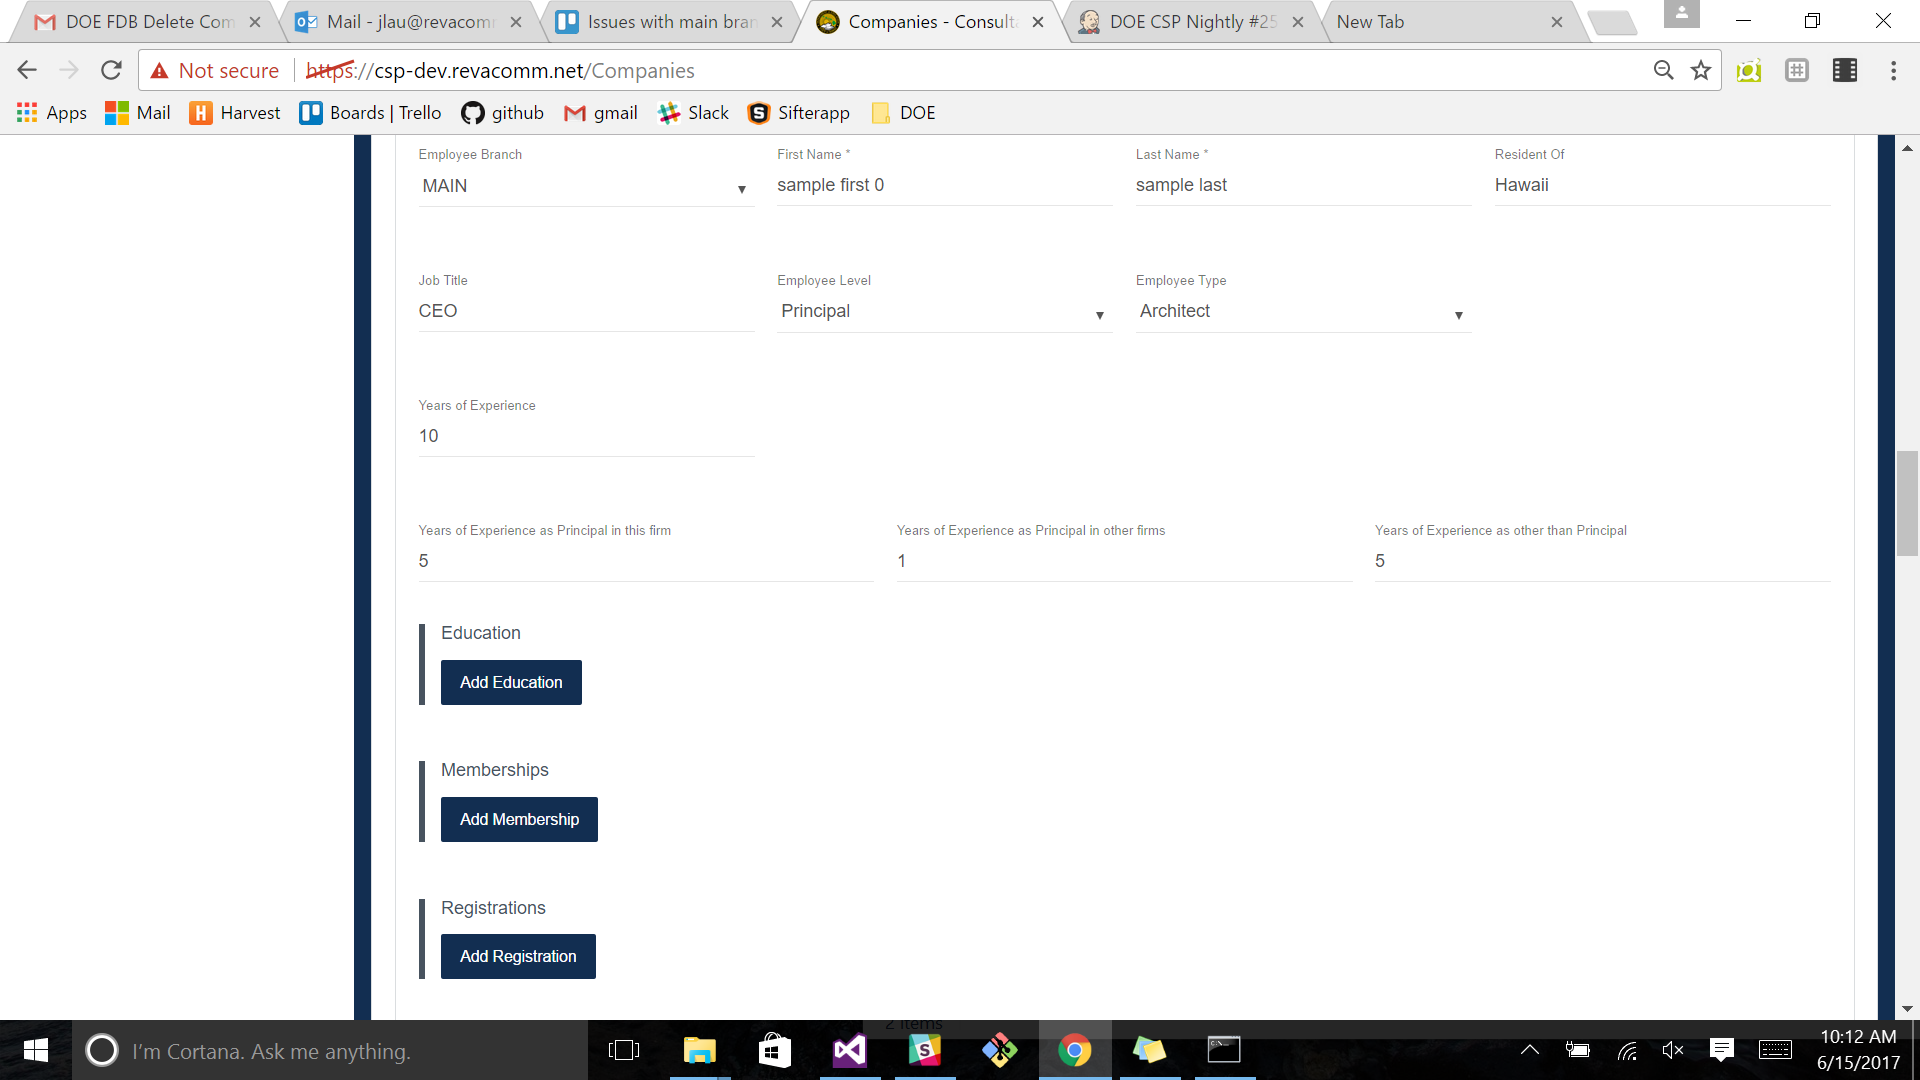 DOE FDB Delete Com
Mail - jlau@revacomm
Issues with main bran
Companies - Consulta
DOE CSP Nightly #25
New Tab
Not secure
https://csp-dev.revacomm.net/Companies
Apps
Mail
Harvest
Boards | Trello
github
gmail
Slack
Sifterapp
DOE
Employee Branch
First Name *
Last Name *
Resident Of
MAIN
sample first 0
sample last
Hawaii
Job Title
Employee Level
Employee Type
CEO
Principal
Architect
Years of Experience
10
Years of Experience as Principal in this firm
Years of Experience as Principal in other firms
Years of Experience as other than Principal
5
1
5
Education
Add Education
Memberships
Add Membership
Registrations
Add Registration
2 items
I'm Cortana. Ask me anything.
10:12 AM
6/15/2017